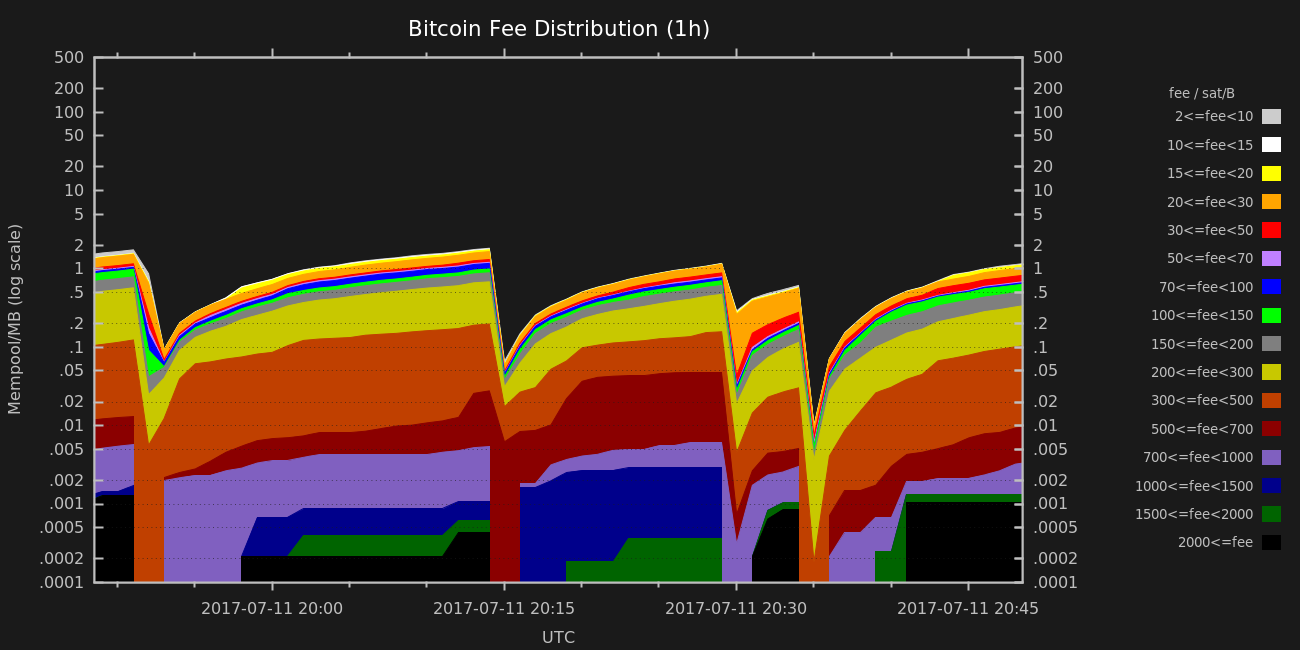 Bitcoin Fee Distribution (1h)
Mempool/MB (log scale)
500
200
100
50
20
10
5
2
1
.5
.2
.1
.05
.02
.01
.005
.002
.001
.0005
.0002
.0001
500
200
100
50
20
10
5
2
1
.5
.2
.1
.05
.02
.01
.005
.002
.001
.0005
.0002
.0001
2017-07-11 20:00 2017-07-11 20:15 2017-07-11 20:30 2017-07-11 20:45
UTC
fee / sat/B
2<=fee<10
10<=fee<15
15<=fee<20
20<=fee<30
30<=fee<50
50<=fee<70
70<=fee<100
100<=fee<150
150<=fee<200
200<=fee<300
300<=fee<500
500<=fee<700
700<=fee<1000
1000<=fee<1500
1500<=fee<2000
2000<=fee